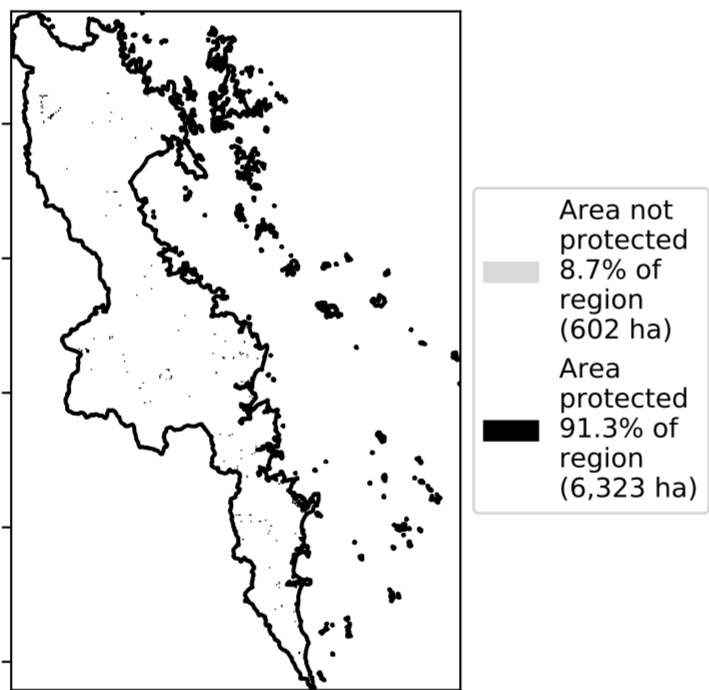 Area not
protected
8.7% of
region
(602 ha)
Area
protected
91.3% of
region
(6,323 ha)